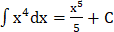 ∫ x⁴dx = x⁵/5 + C